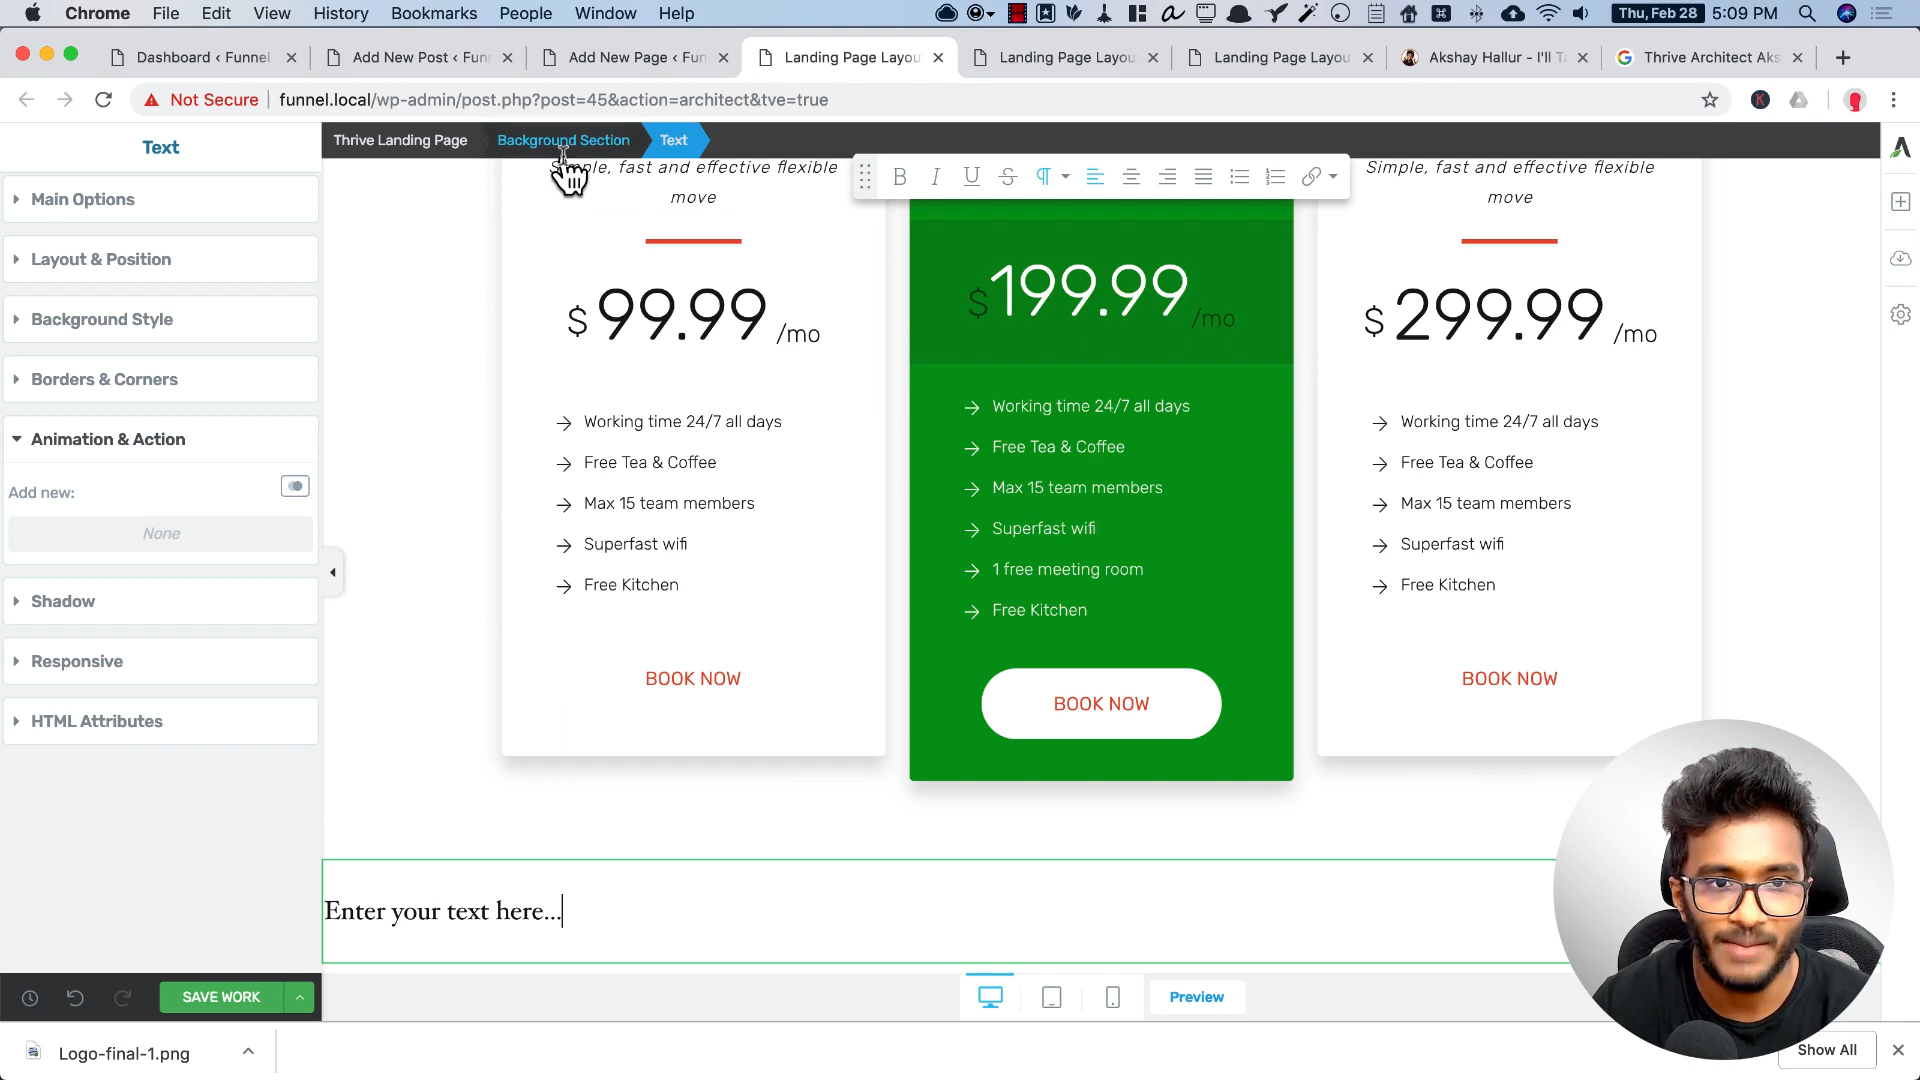 Chrome File Edit View History Bookmarks People Window Help Thu, Feb 28 5:09 PM
Dashboard ‹ Funnel Add New Post ‹ Funn Add New Page ‹ Fun Landing Page Layou Landing Page Layou Landing Page Layou Akshay Hallur - I'll T Thrive Architect Aks
Not Secure funnel.local/wp-admin/post.php?post=45&action=architect&tve=true
Text
Thrive Landing Page Background Section Text
Main Options
Layout & Position
Background Style
Borders & Corners
Animation & Action
Add new:
None
Shadow
Responsive
HTML Attributes
SAVE WORK
Simple, fast and effective flexible
move
$ 99.99 /mo
Working time 24/7 all days
Free Tea & Coffee
Max 15 team members
Superfast wifi
Free Kitchen
BOOK NOW
$199.99 /mo
Working time 24/7 all days
Free Tea & Coffee
Max 15 team members
Superfast wifi
1 free meeting room
Free Kitchen
BOOK NOW
Simple, fast and effective flexible
move
$ 299.99 /mo
Working time 24/7 all days
Free Tea & Coffee
Max 15 team members
Superfast wifi
Free Kitchen
BOOK NOW
Enter your text here...
Preview
Logo-final-1.png
Show All